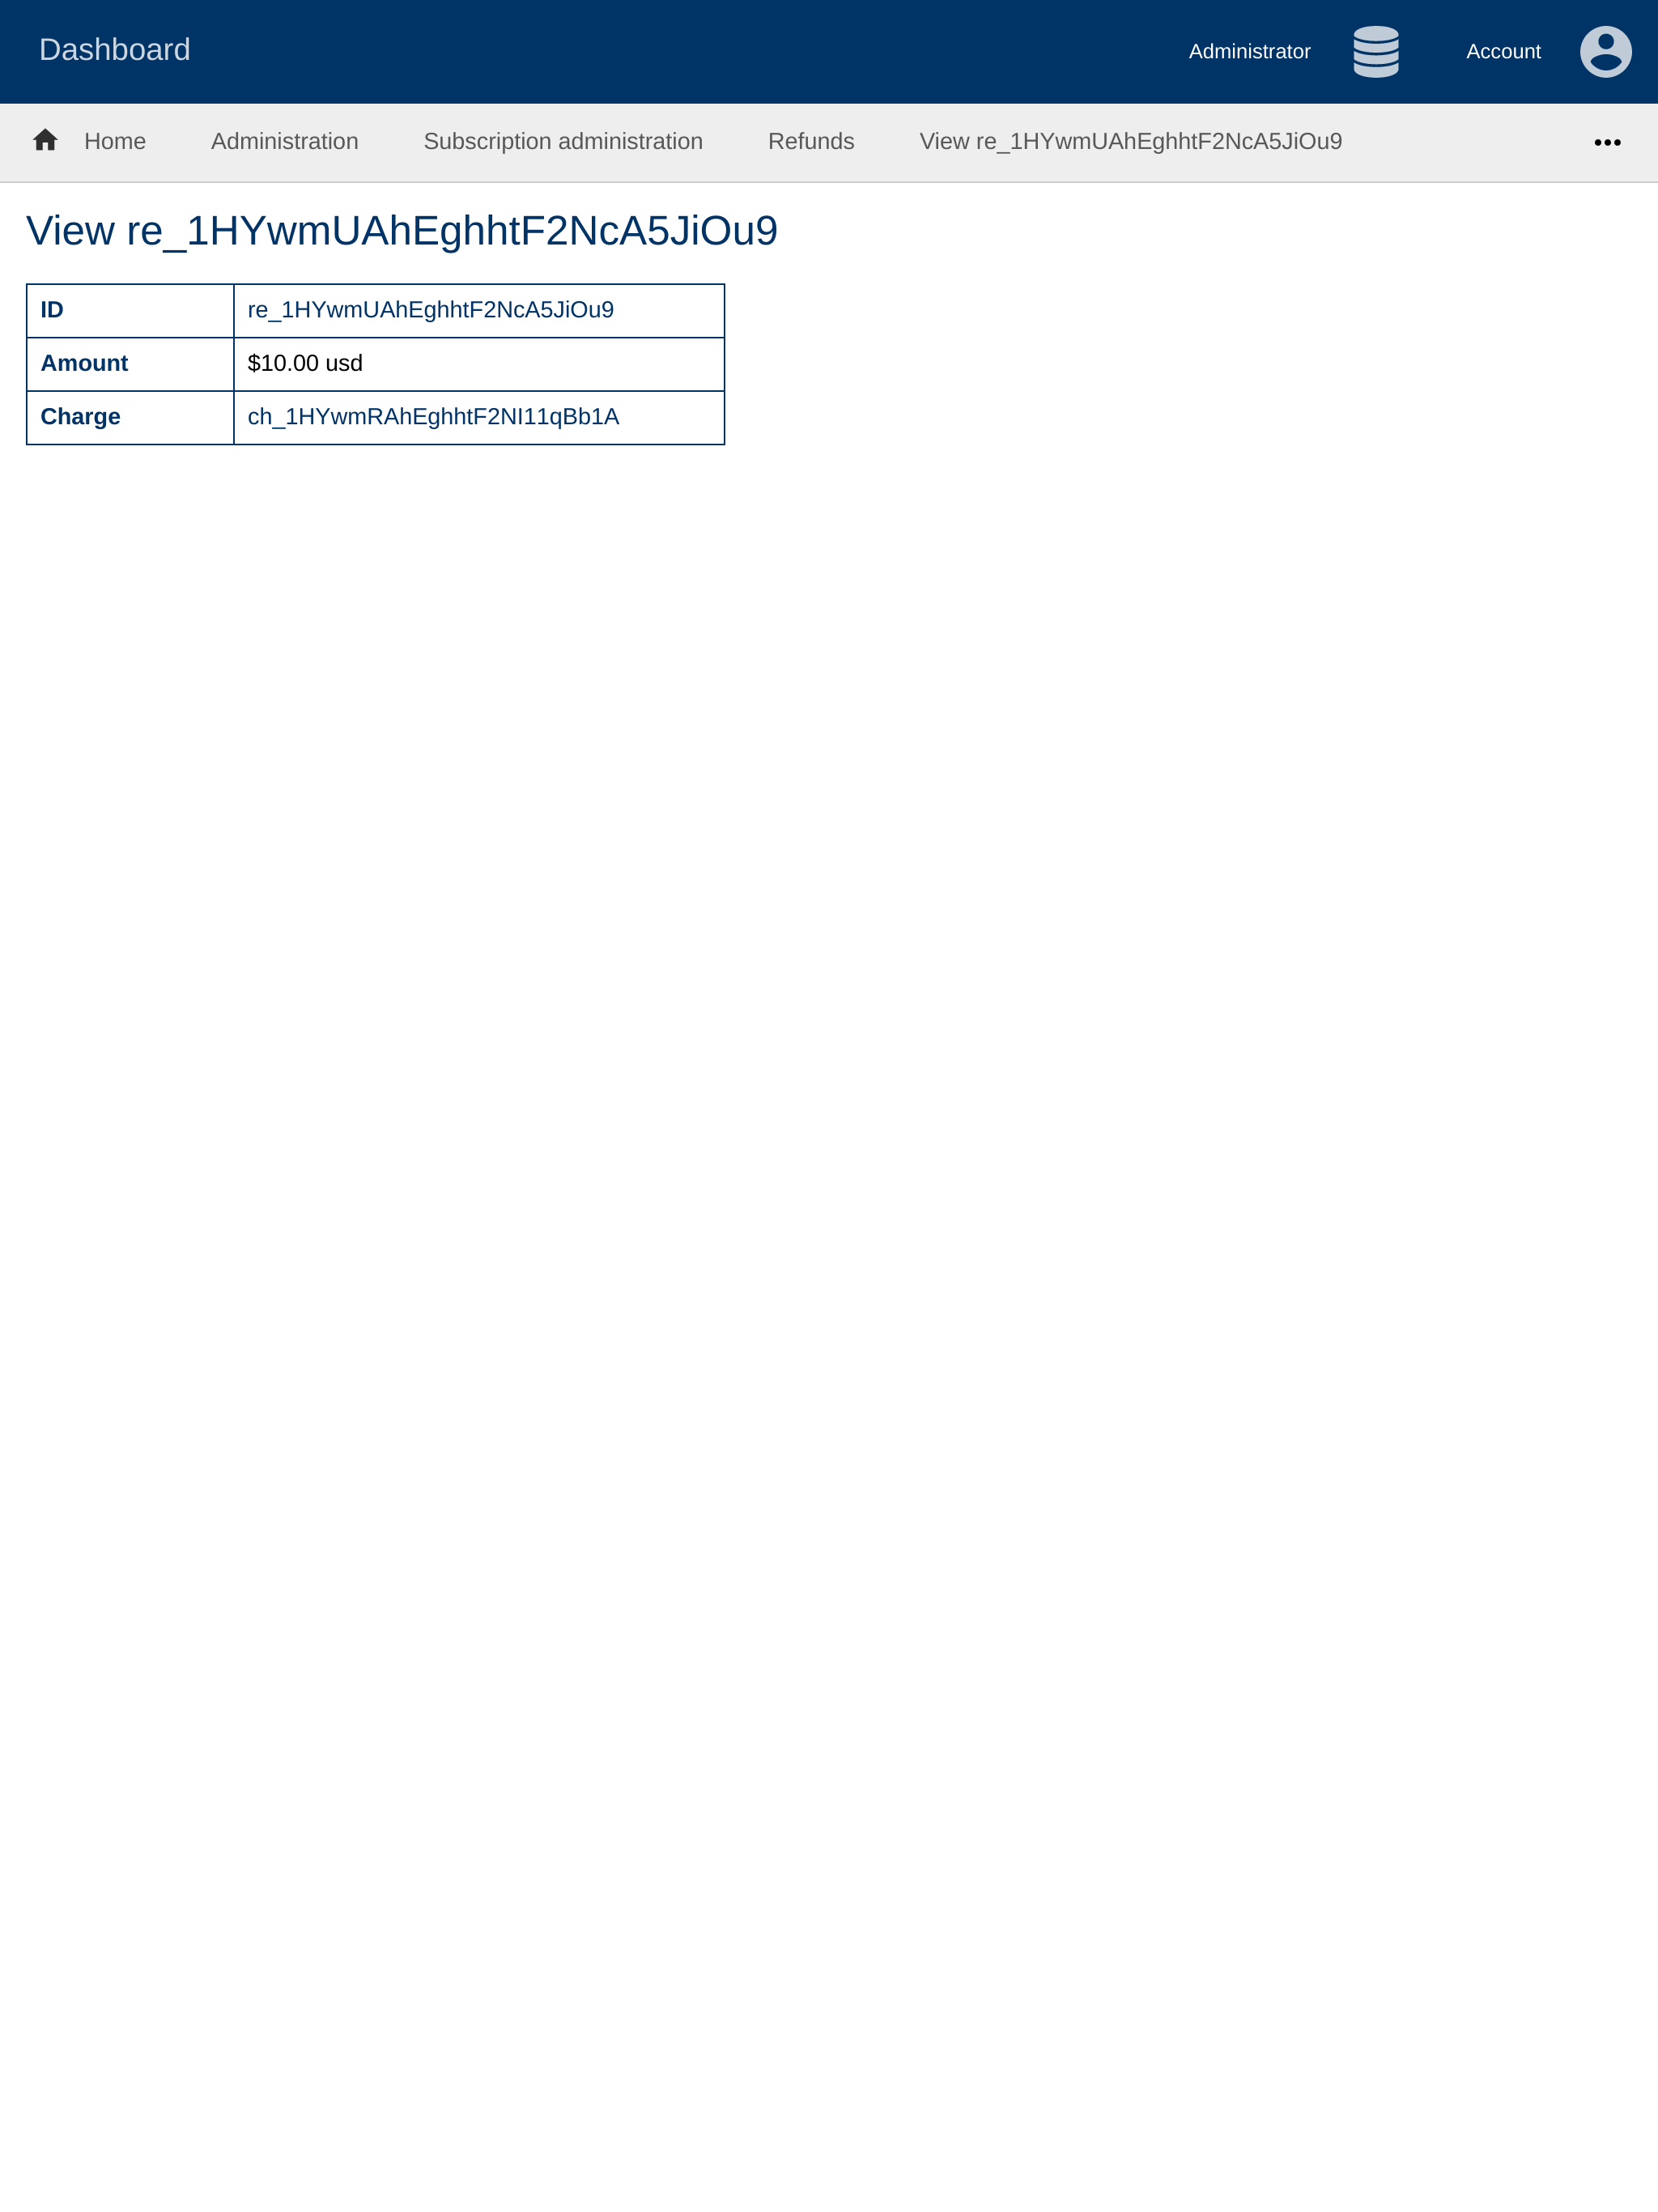 Dashboard
Administrator
Account
Home
Administration
Subscription administration
Refunds
View re_1HYwmUAhEghhtF2NcA5JiOu9
View re_1HYwmUAhEghhtF2NcA5JiOu9
ID re_1HYwmUAhEghhtF2NcA5JiOu9
Amount $10.00 usd
Charge ch_1HYwmRAhEghhtF2NI11qBb1A